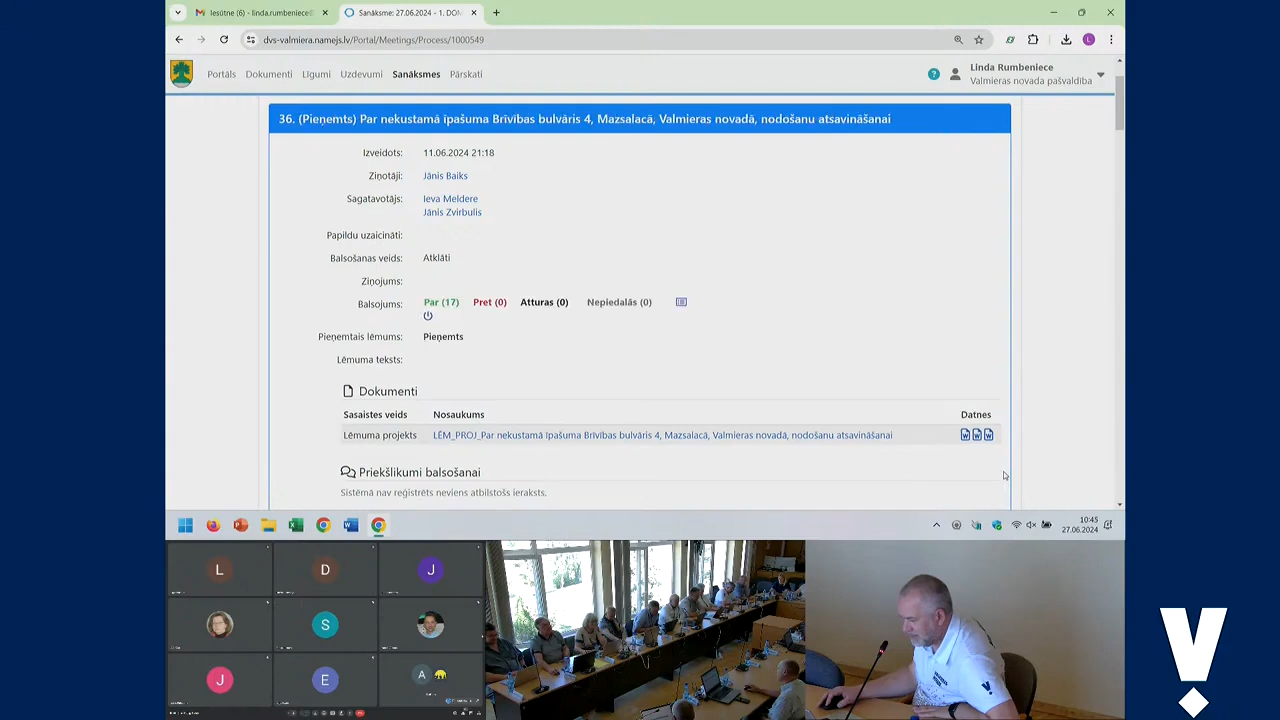 Iesūtne (6) - linda.rumbeniece@
Sanāksme: 27.06.2024 - 1. DOM
dvs-valmiera.namejs.lv/Portal/Meetings/Process/1000549
L
Portāls Dokumenti Līgumi Uzdevumi Sanāksmes Pārskati
?
Linda Rumbeniece
Valmieras novada pašvaldība
36. (Pieņemts) Par nekustamā īpašuma Brīvības bulvāris 4, Mazsalacā, Valmieras novadā, nodošanu atsavināšanai
Izveidots: 11.06.2024 21:18
Ziņotāji: Jānis Baiks
Sagatavotājs: Ieva Meldere
Jānis Zvirbulis
Papildu uzaicināti:
Balsošanas veids: Atklāti
Ziņojums:
Balsojums: Par (17) Pret (0) Atturas (0) Nepiedalās (0)
Pieņemtais lēmums: Pieņemts
Lēmuma teksts:
Dokumenti
Sasaistes veids Nosaukums Datnes
Lēmuma projekts LĒM_PROJ_Par nekustamā īpašuma Brīvības bulvāris 4, Mazsalacā, Valmieras novadā, nodošanu atsavināšanai
Priekšlikumi balsošanai
Sistēmā nav reģistrēts neviens atbilstošs ieraksts.
10:45
27.06.2024
L D J
S
J E A